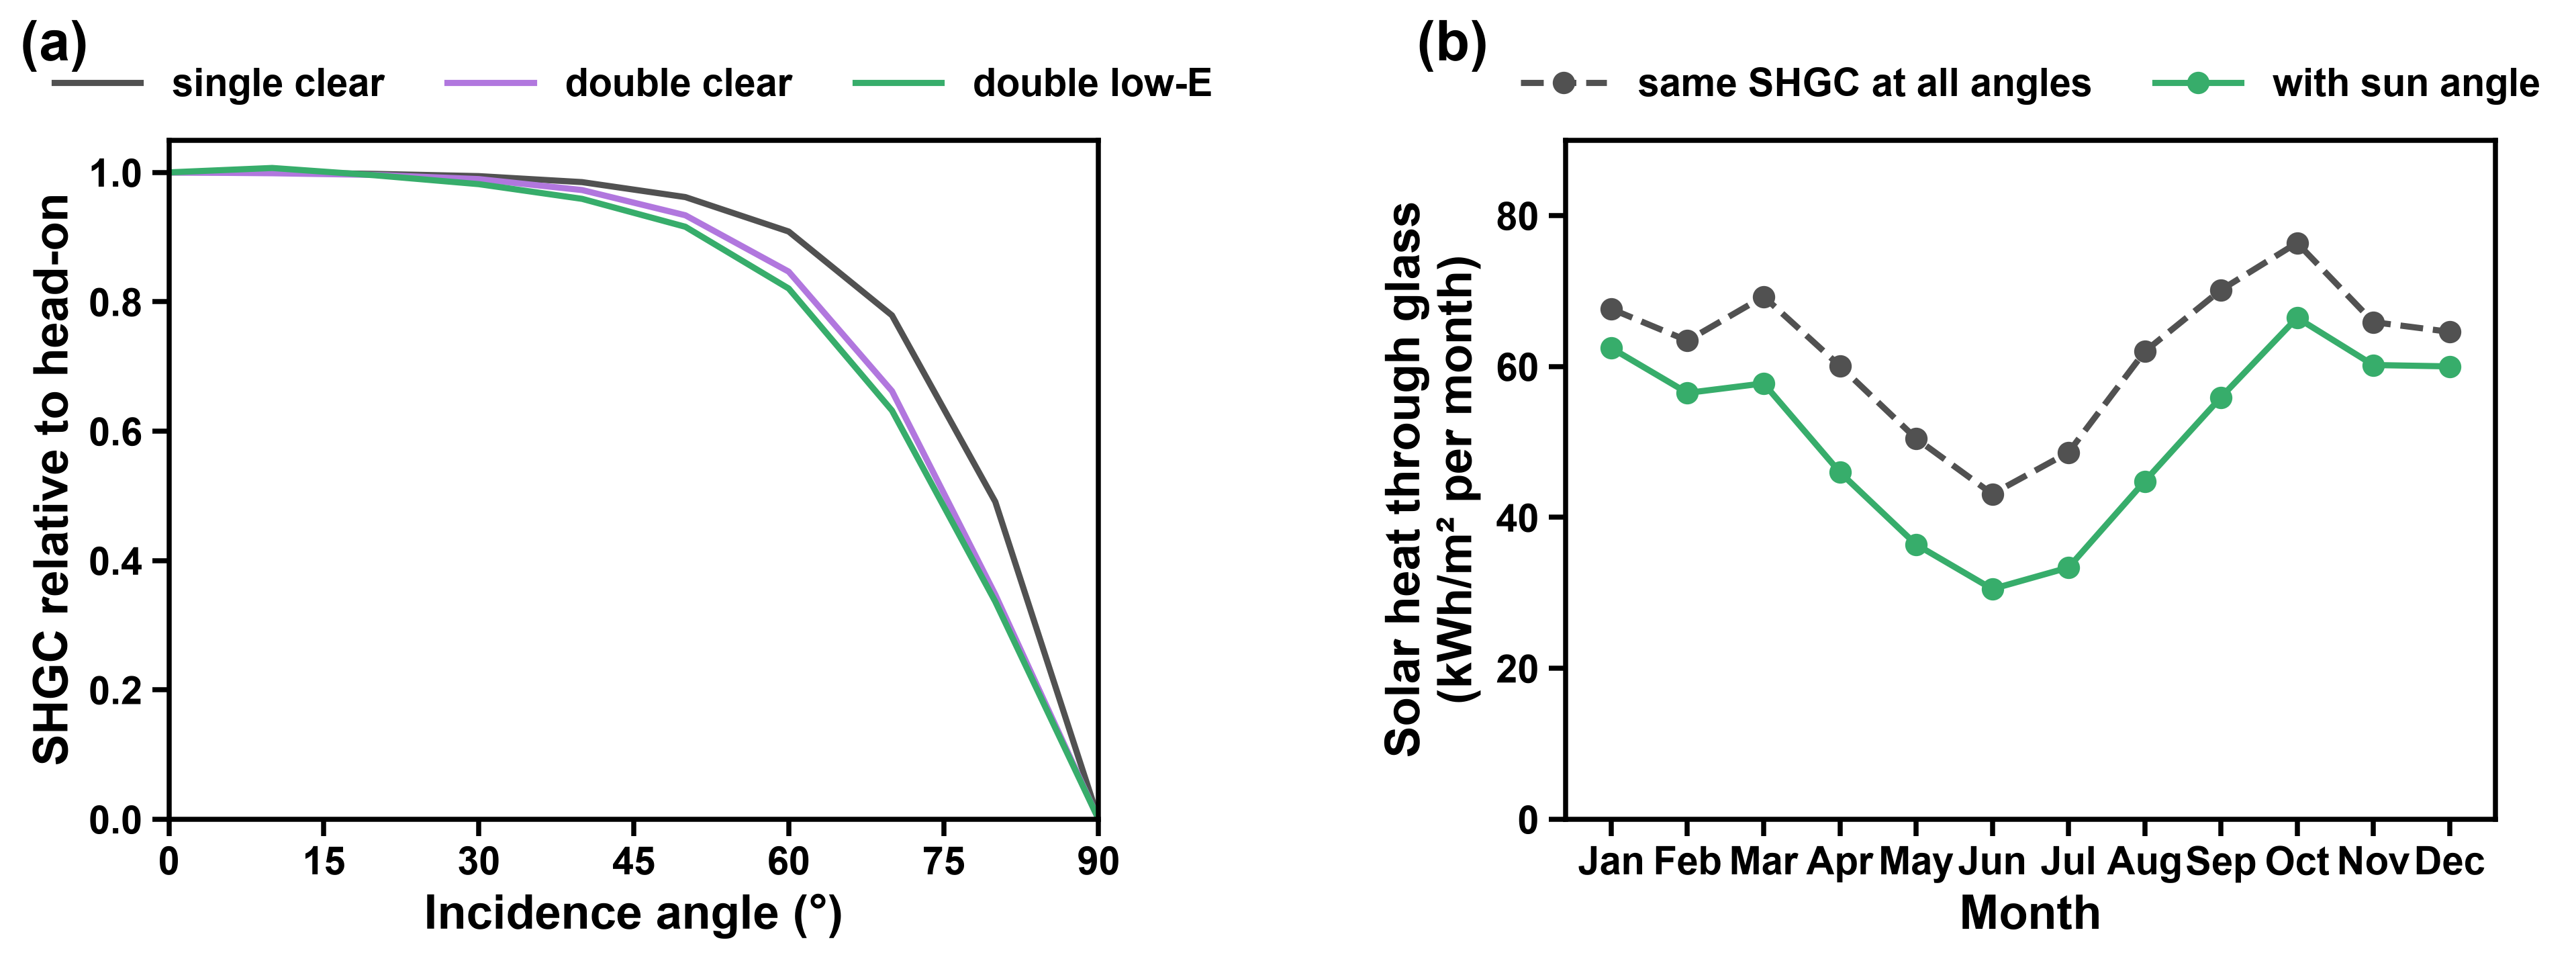 (a)
single clear
double clear
double low-E
SHGC relative to head-on
1.0
0.8
0.6
0.4
0.2
0.0
0
15
30
45
60
75
90
Incidence angle (°)
(b)
same SHGC at all angles
with sun angle
Solar heat through glass
(kWh/m² per month)
80
60
40
20
0
Jan
Feb
Mar
Apr
May
Jun
Jul
Aug
Sep
Oct
Nov
Dec
Month